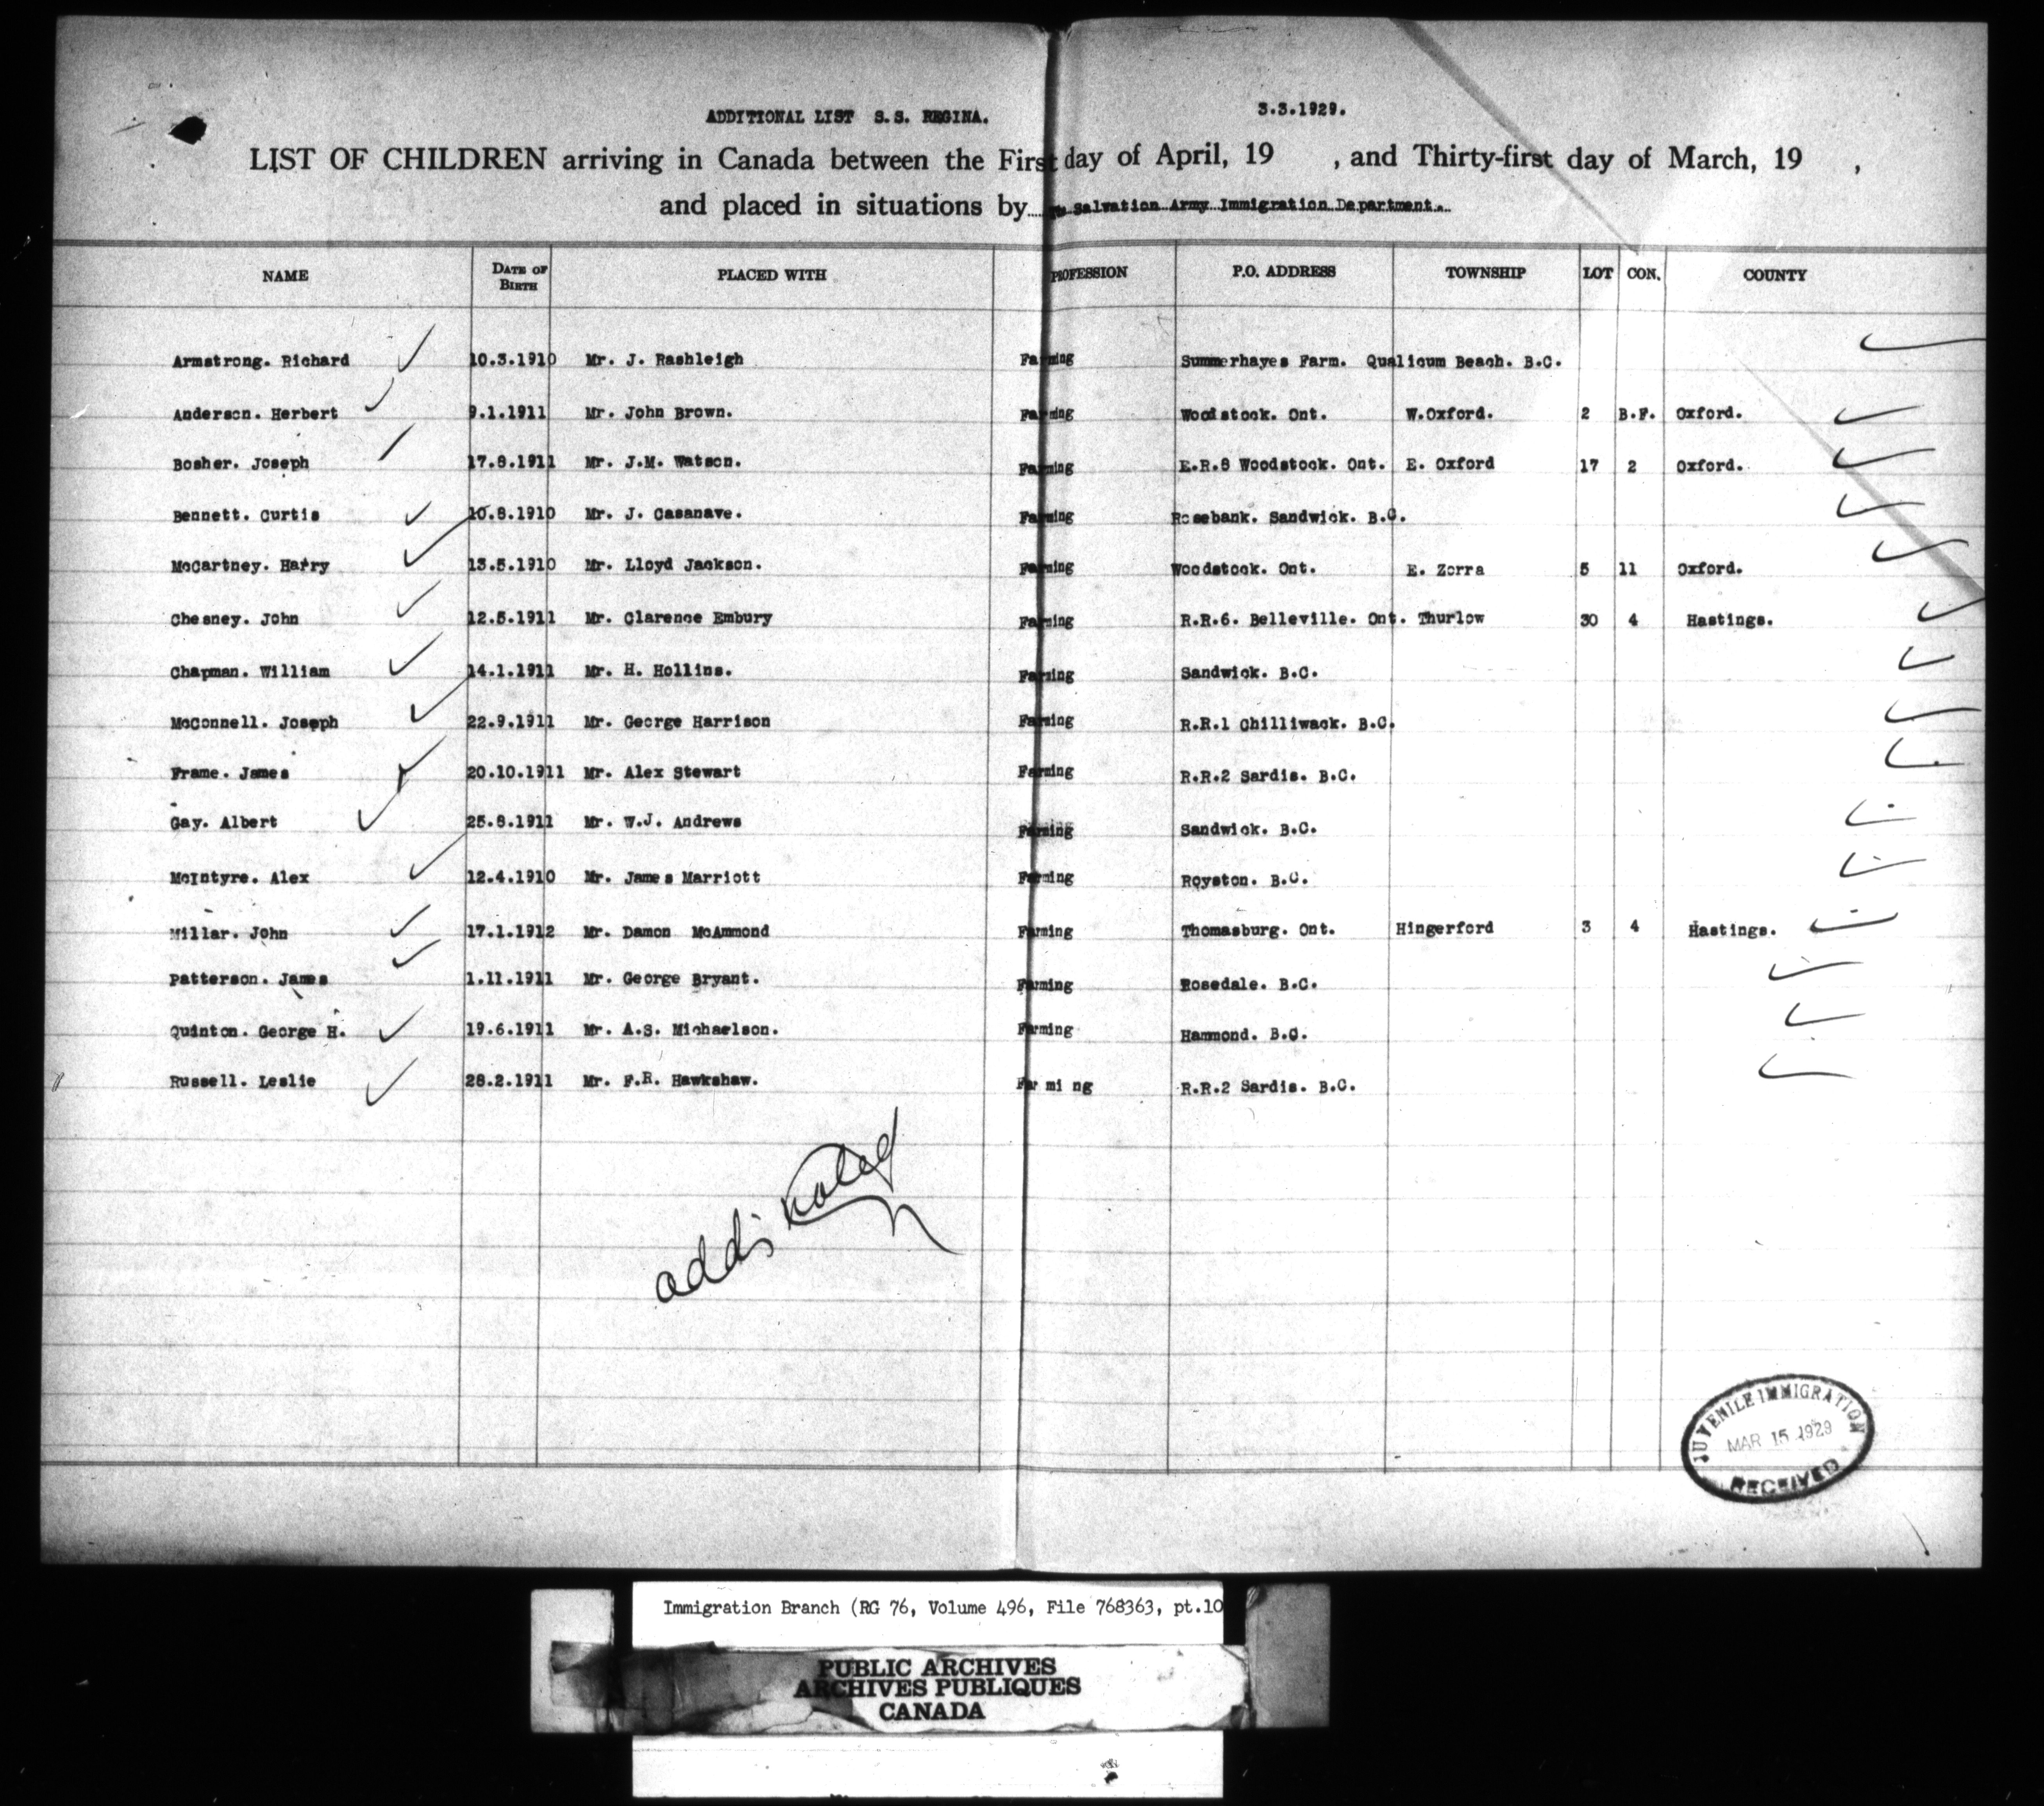 ADDITIONAL LIST S.S. REGINA. 3.3.1929.
LIST OF CHILDREN arriving in Canada between the First day of April, 19 , and Thirty-first day of March, 19 ,
and placed in situations by Salvation Army Immigration Department.
NAME DATE OF BIRTH PLACED WITH PROFESSION P.O. ADDRESS TOWNSHIP LOT CON. COUNTY
Armstrong. Richard 10.3.1910 Mr. J. Rashleigh Farming Summerhayes Farm. Qualicum Beach. B.C.
Anderson. Herbert 9.1.1911 Mr. John Brown. Farming Woodstock. Ont. W.Oxford. 2 B.F. Oxford.
Bosher. Joseph 17.8.1911 Mr. J.M. Watson. Farming E.R.8 Woodstock. Ont. E. Oxford 17 2 Oxford.
Bennett. Curtis 10.8.1910 Mr. J. Casanave. Farming Rosebank. Sandwick. B.C.
McCartney. Harry 13.5.1910 Mr. Lloyd Jackson. Farming Woodstock. Ont. E. Zorra 5 11 Oxford.
Chesney. John 12.5.1911 Mr. Clarence Embury Farming R.R.6. Belleville. Ont. Thurlow 30 4 Hastings.
Chapman. William 14.1.1911 Mr. H. Hollins. Farming Sandwick. B.C.
McConnell. Joseph 22.9.1911 Mr. George Harrison Farming R.R.1 Chilliwack. B.C.
Frame. James 20.10.1911 Mr. Alex Stewart Farming R.R.2 Sardis. B.C.
Gay. Albert 25.8.1911 Mr. W.J. Andrews Farming Sandwick. B.C.
McIntyre. Alex 12.4.1910 Mr. James Marriott Farming Royston. B.C.
Millar. John 17.1.1912 Mr. Damon McAmmond Farming Thomasburg. Ont. Hingerford 3 4 Hastings.
Patterson. James 1.11.1911 Mr. George Bryant. Farming Rosedale. B.C.
Quinton. George H. 19.6.1911 Mr. A.S. Michaelson. Farming Hammond. B.C.
Russell. Leslie 28.2.1911 Mr. F.R. Hawkshaw. Farming R.R.2 Sardis. B.C.
add's noted
JUVENILE IMMIGRATION
MAR 15 1929
RECEIVED
Immigration Branch (RG 76, Volume 496, File 768363, pt.10
PUBLIC ARCHIVES
ARCHIVES PUBLIQUES
CANADA